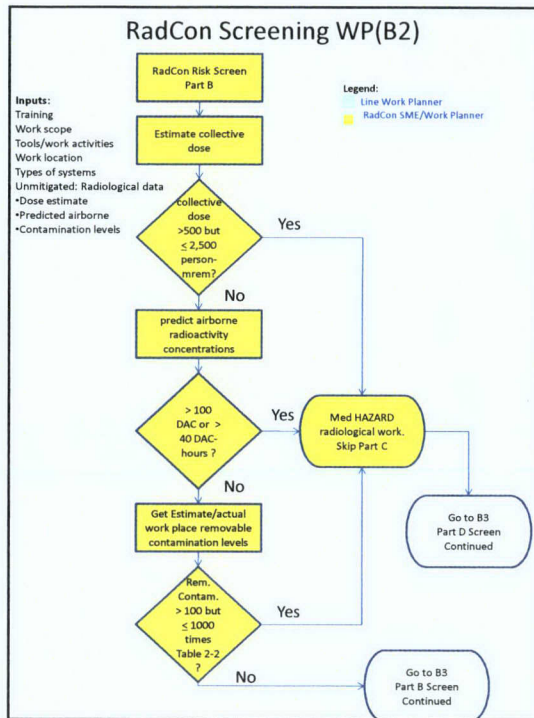 RadCon Screening WP(B2)
RadCon Risk Screen
Part B
Inputs:
Training
Work scope
Tools/work activities
Work location
Types of systems
Unmitigated: Radiological data
•Dose estimate
•Predicted airborne
•Contamination levels
Legend:
Line Work Planner
RadCon SME/Work Planner
Estimate collective
dose
collective
dose
>500 but
≤ 2,500
person-
mrem?
Yes
No
predict airborne
radioactivity
concentrations
> 100
DAC or >
40 DAC-
hours ?
Yes
Med HAZARD
radiological work.
Skip Part C
No
Get Estimate/actual
work place removable
contamination levels
Go to B3
Part D Screen
Continued
Rem.
Contam.
> 100 but
≤ 1000
times
Table 2-2
?
Yes
No
Go to B3
Part B Screen
Continued